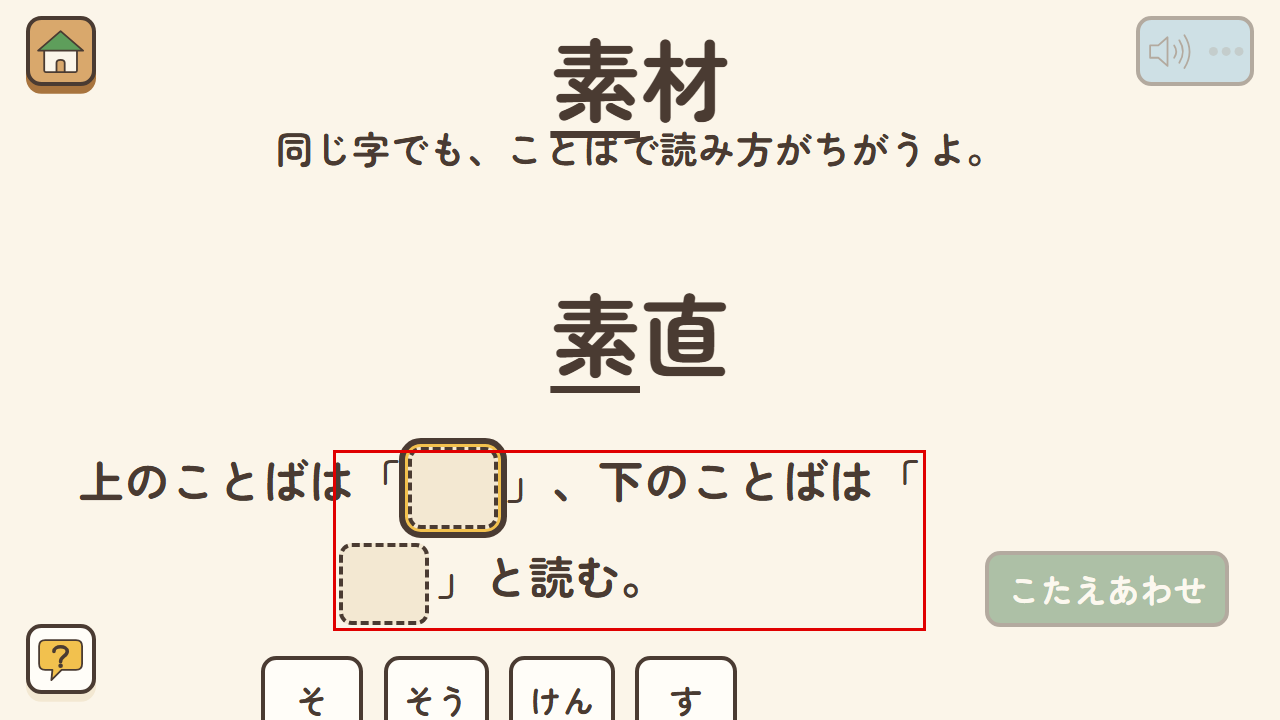 素材
同じ字でも、ことばで読み方がちがうよ。
素直
上のことばは「 」、下のことばは「
」と読む。
こたえあわせ
?
そ そう けん す